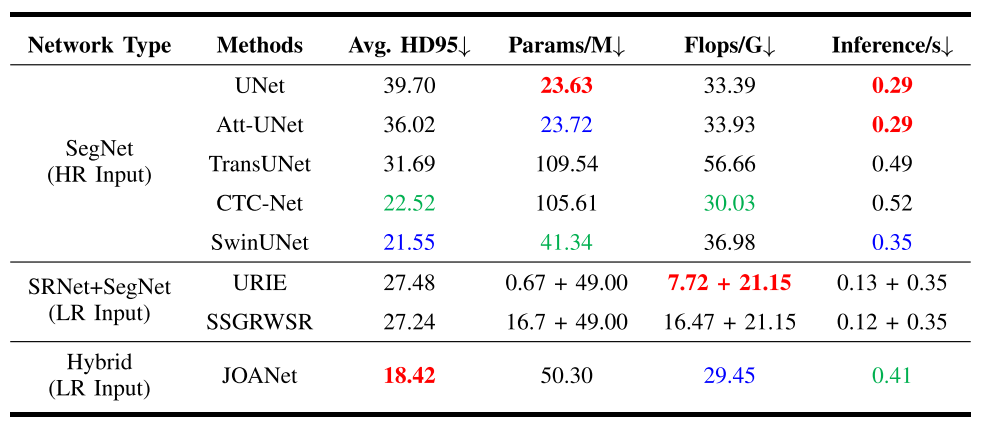 Network Type Methods Avg. HD95↓ Params/M↓ Flops/G↓ Inference/s↓
SegNet
(HR Input)
UNet 39.70 23.63 33.39 0.29
Att-UNet 36.02 23.72 33.93 0.29
TransUNet 31.69 109.54 56.66 0.49
CTC-Net 22.52 105.61 30.03 0.52
SwinUNet 21.55 41.34 36.98 0.35
SRNet+SegNet
(LR Input)
URIE 27.48 0.67 + 49.00 7.72 + 21.15 0.13 + 0.35
SSGRWSR 27.24 16.7 + 49.00 16.47 + 21.15 0.12 + 0.35
Hybrid
(LR Input)
JOANet 18.42 50.30 29.45 0.41